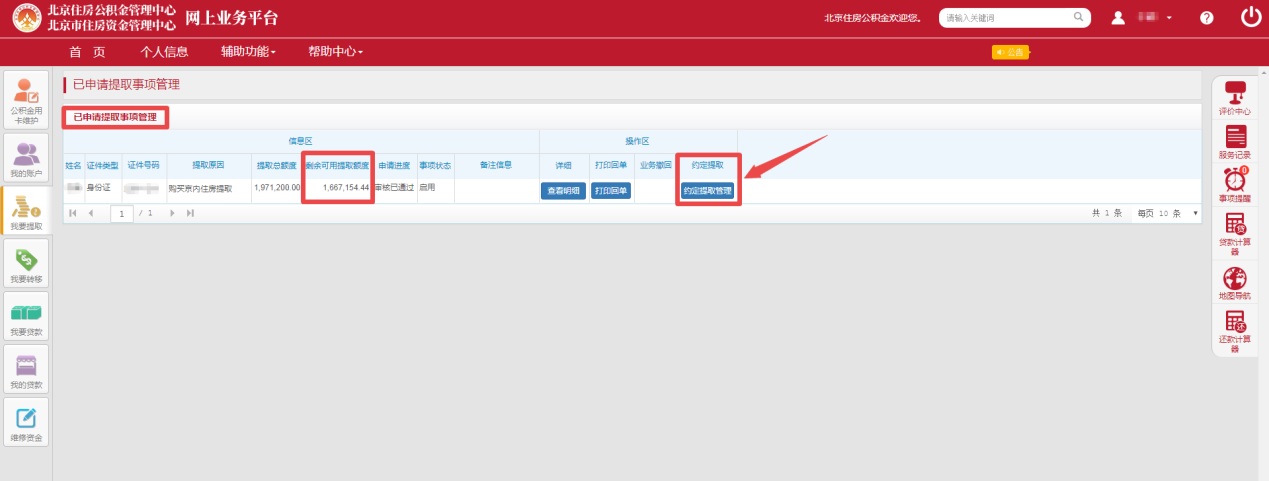 北京住房公积金管理中心
北京市住房资金管理中心
网上业务平台
北京住房公积金欢迎您。
请输入关键词
首 页
个人信息
辅助功能
帮助中心
公告
公积金用
卡维护
我的账户
我要提取
我要转移
我要贷款
我的贷款
维修资金
已申请提取事项管理
已申请提取事项管理
信息区 操作区
姓名 证件类型 证件号码 提取原因 提取总额度 剩余可用提取额度 申请进度 事项状态 备注信息 详细 打印回单 业务撤回 约定提取
身份证 购买京内住房提取 1,971,200.00 1,667,154.44 审核已通过 启用 查看明细 打印回单 约定提取管理
1 / 1 共 1 条 每页 10 条
评价中心
服务记录
0
事项提醒
贷
贷款计算
器
地图导航
还
还款计算
器